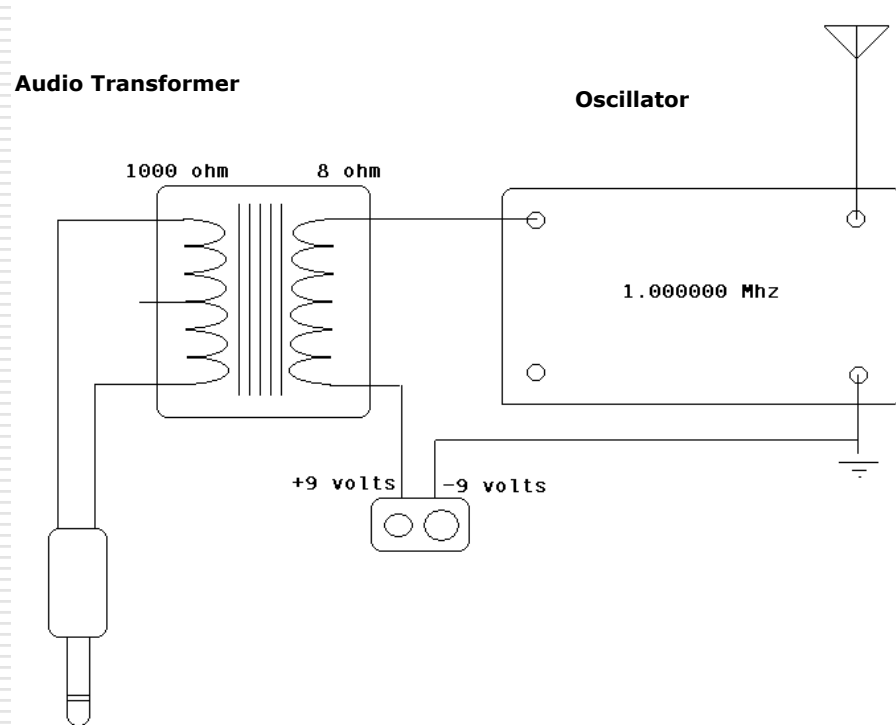 Audio Transformer
Oscillator
1000 ohm 8 ohm
1.000000 Mhz
+9 volts -9 volts